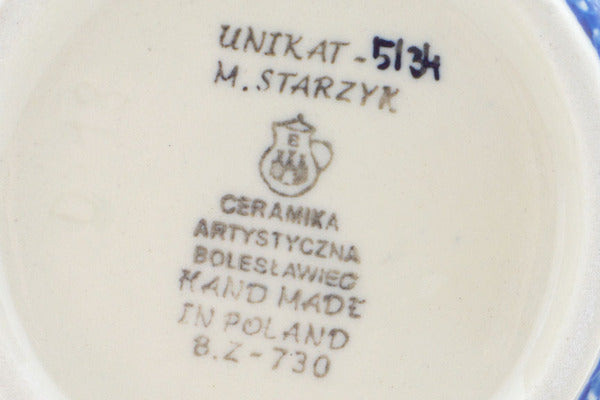 UNIKAT - 5134
M. STARZYK
CERAMIKA
ARTYSTYCZNA
BOLESŁAWIEC
HAND MADE
IN POLAND
8.Z-730